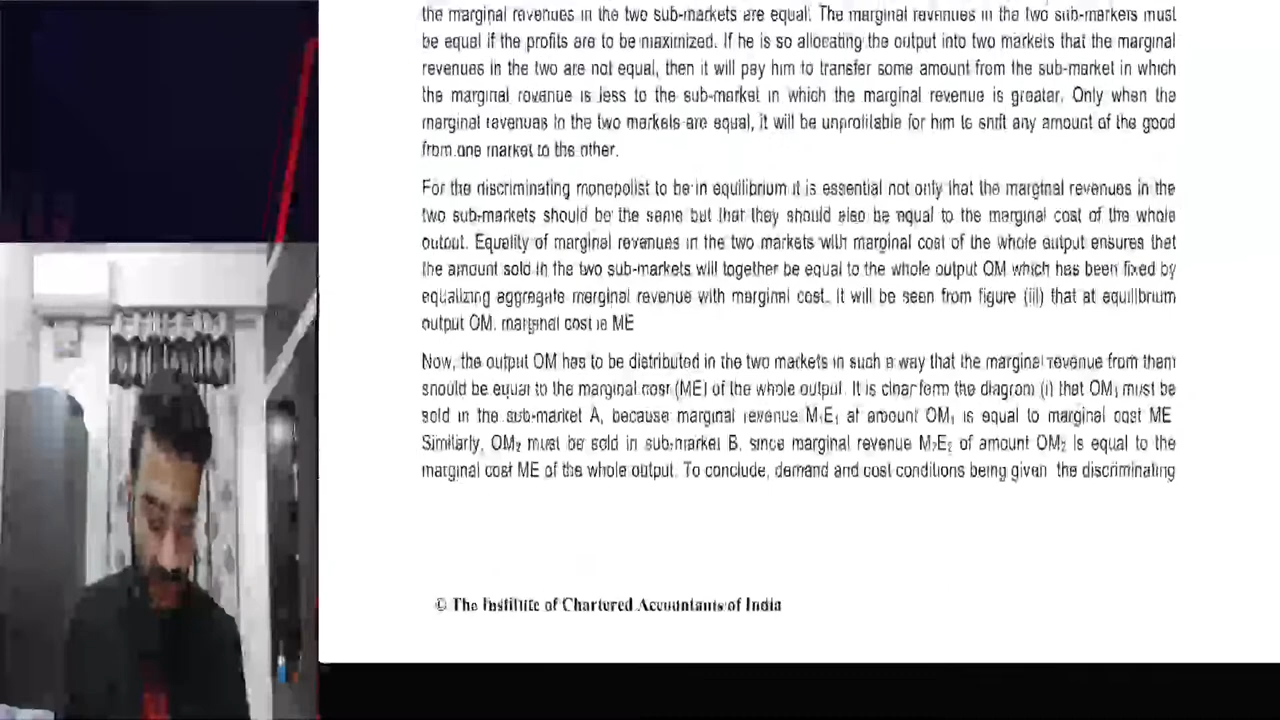 the marginal revenues in the two sub-markets are equal. The marginal revenues in the two sub-markets must
be equal if the profits are to be maximized. If he is so allocating the output into two markets that the marginal
revenues in the two are not equal, then it will pay him to transfer some amount from the sub-market in which
the marginal revenue is less to the sub-market in which the marginal revenue is greater. Only when the
marginal revenues in the two markets are equal, it will be unprofitable for him to shift any amount of the good
from one market to the other.
For the discriminating monopolist to be in equilibrium it is essential not only that the marginal revenues in the
two sub-markets should be the same but that they should also be equal to the marginal cost of the whole
output. Equality of marginal revenues in the two markets with marginal cost of the whole output ensures that
the amount sold in the two sub-markets will together be equal to the whole output OM which has been fixed by
equalizing aggregate marginal revenue with marginal cost. It will be seen from figure (iii) that at equilibrium
output OM, marginal cost is ME
Now, the output OM has to be distributed in the two markets in such a way that the marginal revenue from them
should be equal to the marginal cost (ME) of the whole output. It is clear form the diagram (i) that OM₁ must be
sold in the sub-market A, because marginal revenue M₁E₁ at amount OM₁ is equal to marginal cost ME
Similarly, OM₂ must be sold in sub-market B, since marginal revenue M₂E₂ of amount OM₂ is equal to the
marginal cost ME of the whole output. To conclude, demand and cost conditions being given the discriminating
© The Institute of Chartered Accountants of India